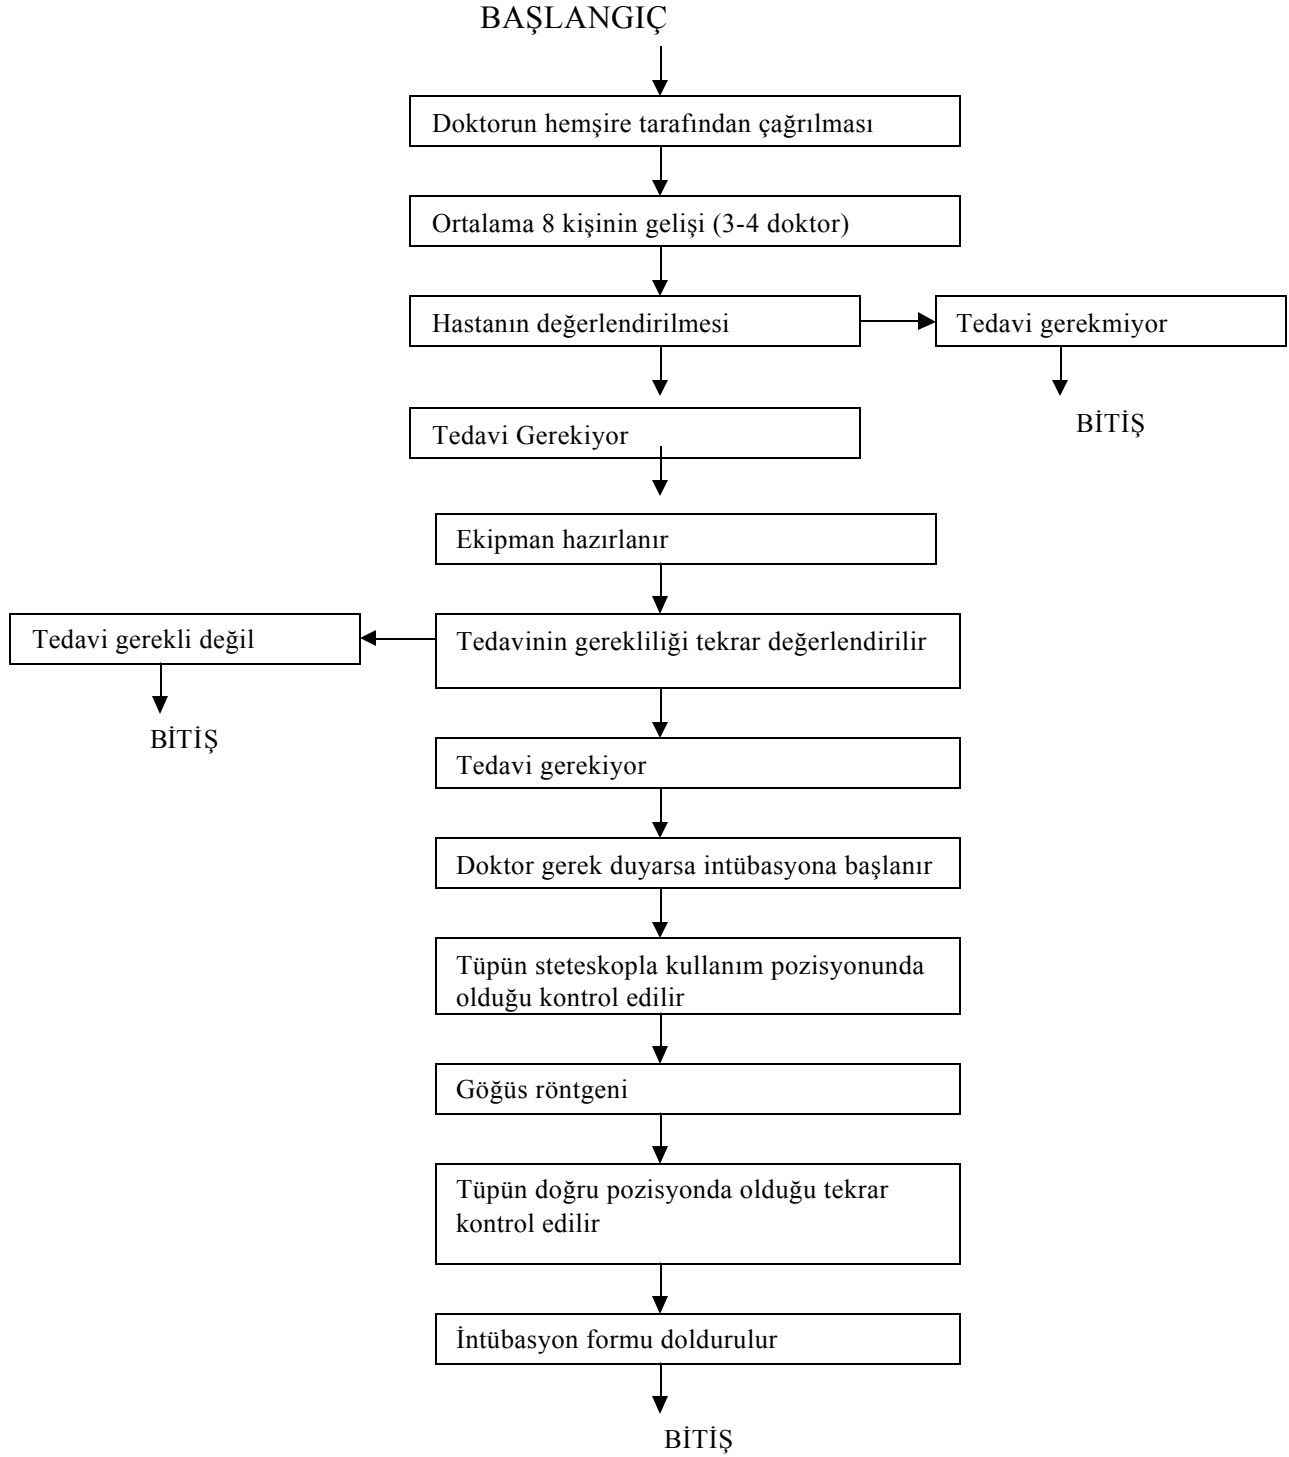 BAŞLANGIÇ
Doktorun hemşire tarafından çağrılması
Ortalama 8 kişinin gelişi (3-4 doktor)
Hastanın değerlendirilmesi
Tedavi gerekmiyor
BİTİŞ
Tedavi Gerekiyor
Ekipman hazırlanır
Tedavinin gerekliliği tekrar değerlendirilir
Tedavi gerekli değil
BİTİŞ
Tedavi gerekiyor
Doktor gerek duyarsa intübasyona başlanır
Tüpün steteskopla kullanım pozisyonunda
olduğu kontrol edilir
Göğüs röntgeni
Tüpün doğru pozisyonda olduğu tekrar
kontrol edilir
İntübasyon formu doldurulur
BİTİŞ